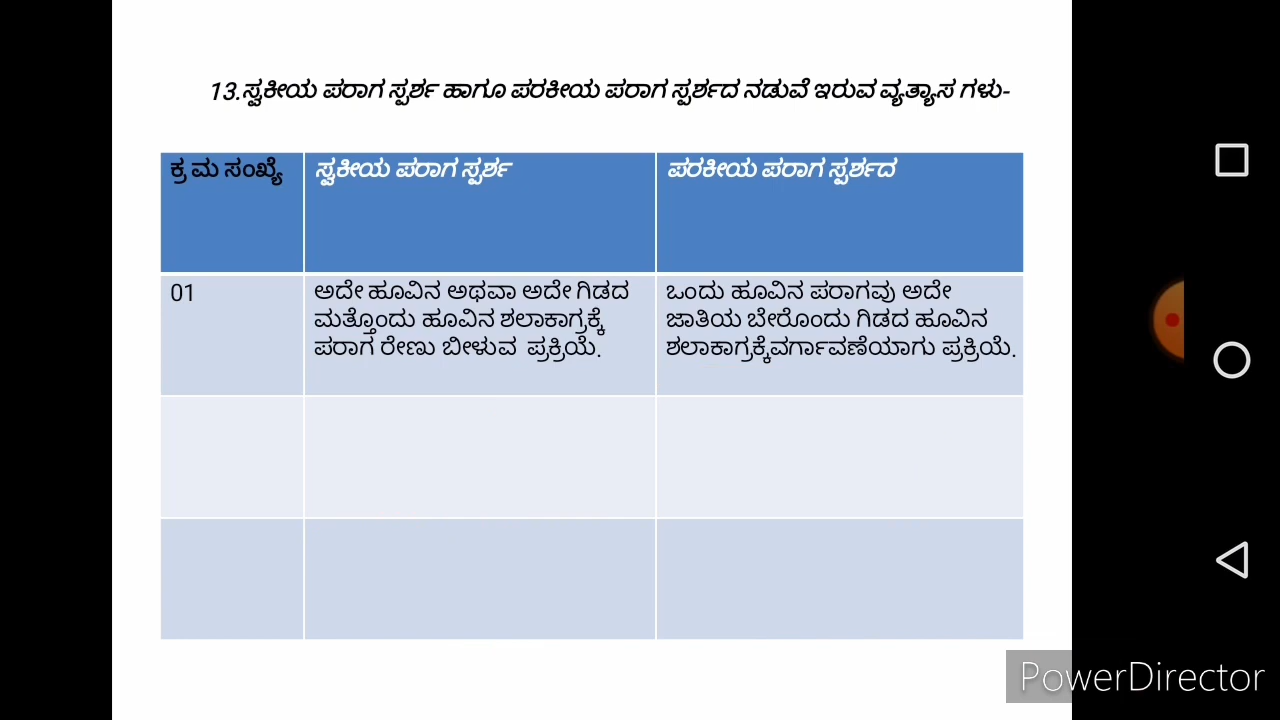 13.ಸ್ವಕೀಯ ಪರಾಗ ಸ್ಪರ್ಶ ಹಾಗೂ ಪರಕೀಯ ಪರಾಗ ಸ್ಪರ್ಶದ ನಡುವೆ ಇರುವ ವ್ಯತ್ಯಾಸ ಗಳು-
ಕ್ರ ಮ ಸಂಖ್ಯೆ
ಸ್ವಕೀಯ ಪರಾಗ ಸ್ಪರ್ಶ
ಪರಕೀಯ ಪರಾಗ ಸ್ಪರ್ಶದ
01
ಅದೇ ಹೂವಿನ ಅಥವಾ ಅದೇ ಗಿಡದ
ಮತ್ತೊಂದು ಹೂವಿನ ಶಲಾಕಾಗ್ರಕ್ಕೆ
ಪರಾಗ ರೇಣು ಬೀಳುವ ಪ್ರಕ್ರಿಯೆ.
ಒಂದು ಹೂವಿನ ಪರಾಗವು ಅದೇ
ಜಾತಿಯ ಬೇರೊಂದು ಗಿಡದ ಹೂವಿನ
ಶಲಾಕಾಗ್ರಕ್ಕೆವರ್ಗಾವಣೆಯಾಗು ಪ್ರಕ್ರಿಯೆ.
PowerDirector